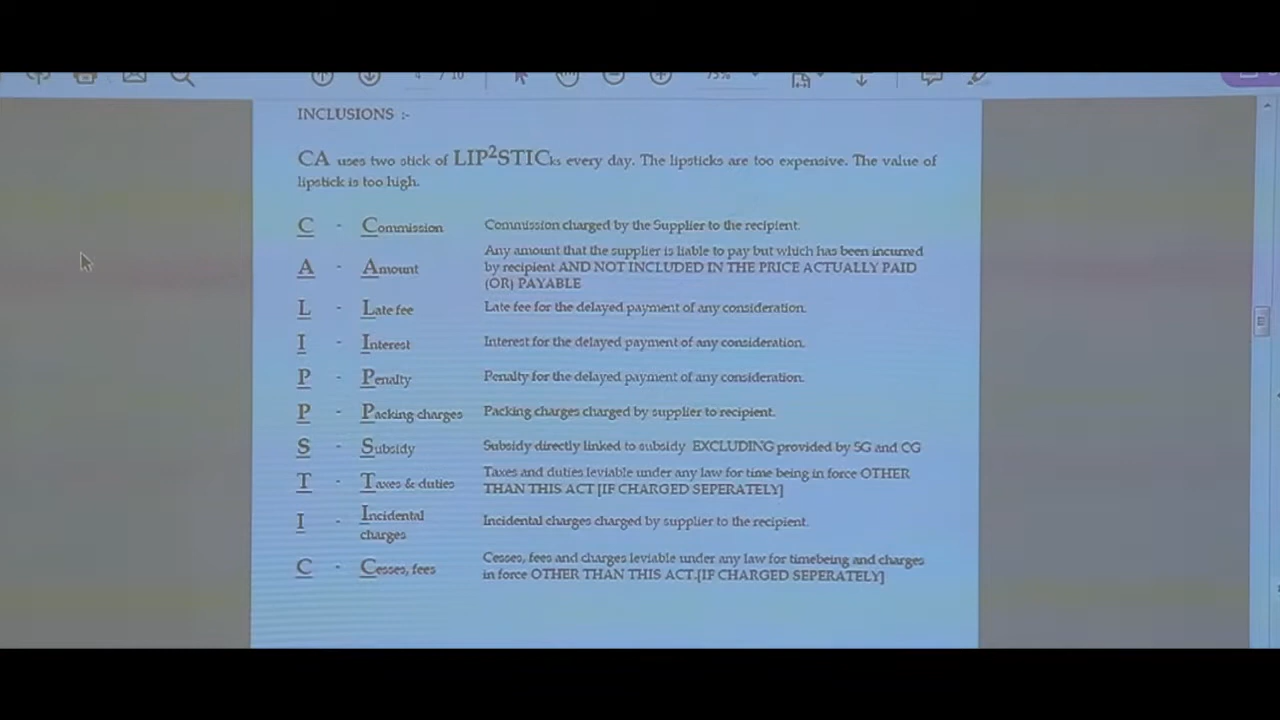 INCLUSIONS :-
CA uses two stick of LIP²STICks every day. The lipsticks are too expensive. The value of
lipstick is too high.
C - Commission Commission charged by the Supplier to the recipient.
A - Amount Any amount that the supplier is liable to pay but which has been incurred
by recipient AND NOT INCLUDED IN THE PRICE ACTUALLY PAID
(OR) PAYABLE
L - Late fee Late fee for the delayed payment of any consideration.
I - Interest Interest for the delayed payment of any consideration.
P - Penalty Penalty for the delayed payment of any consideration.
P - Packing charges Packing charges charged by supplier to recipient.
S - Subsidy Subsidy directly linked to subsidy EXCLUDING provided by SG and CG
T - Taxes & duties Taxes and duties leviable under any law for time being in force OTHER
THAN THIS ACT [IF CHARGED SEPERATELY]
I - Incidental
charges Incidental charges charged by supplier to the recipient.
C - Cesses, fees Cesses, fees and charges leviable under any law for timebeing and charges
in force OTHER THAN THIS ACT.[IF CHARGED SEPERATELY]